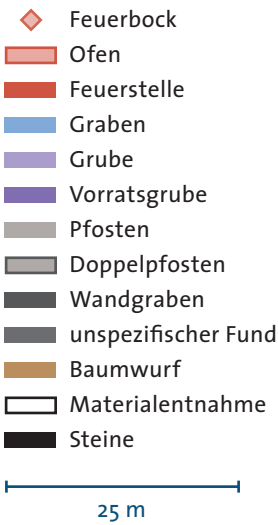 Feuerbock
Ofen
Feuerstelle
Graben
Grube
Vorratsgrube
Pfosten
Doppelpfosten
Wandgraben
unspezifischer Fund
Baumwurf
Materialentnahme
Steine
25 m